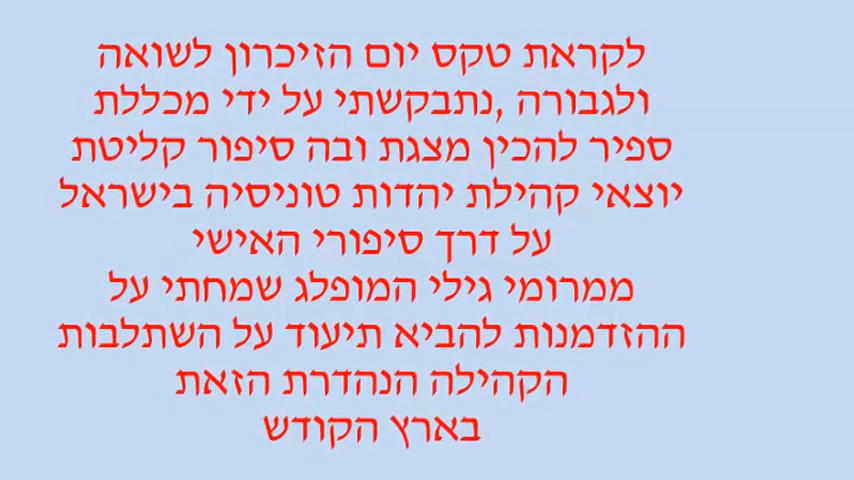 לקראת טקס יום הזיכרון לשואה
ולגבורה ,נתבקשתי על ידי מכללת
ספיר להכין מצגת ובה סיפור קליטת
יוצאי קהילת יהדות טוניסיה בישראל
על דרך סיפורי האישי
ממרומי גילי המופלג שמחתי על
ההזדמנות להביא תיעוד על השתלבות
הקהילה הנהדרת הזאת
בארץ הקודש